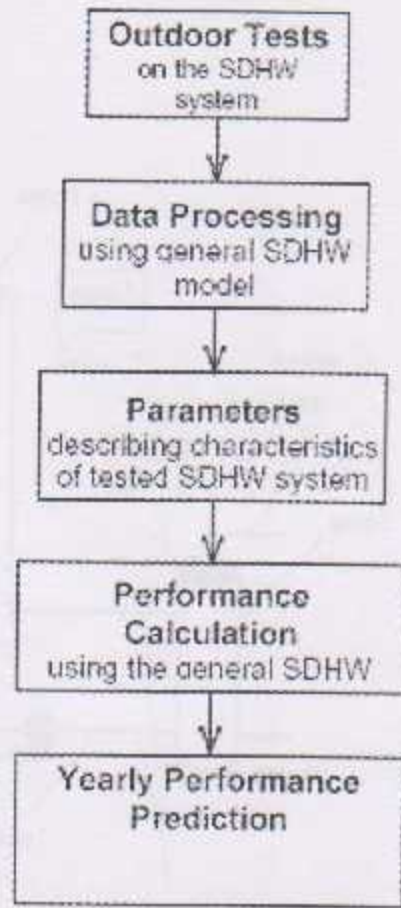 Outdoor Tests
on the SDHW
system
Data Processing
using general SDHW
model
Parameters
describing characteristics
of tested SDHW system
Performance
Calculation
using the general SDHW
Yearly Performance
Prediction